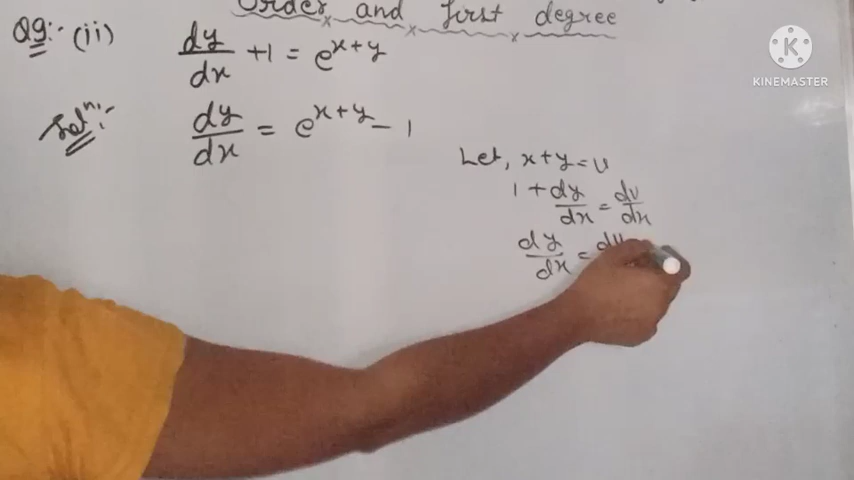 Order and first degree
Q9:- (ii) dy/dx + 1 = e^(x+y)
Solⁿ:- dy/dx = e^(x+y) - 1
Let, x+y=v
1 + dy/dx = dv/dx
dy/dx = dv
K
KINEMASTER